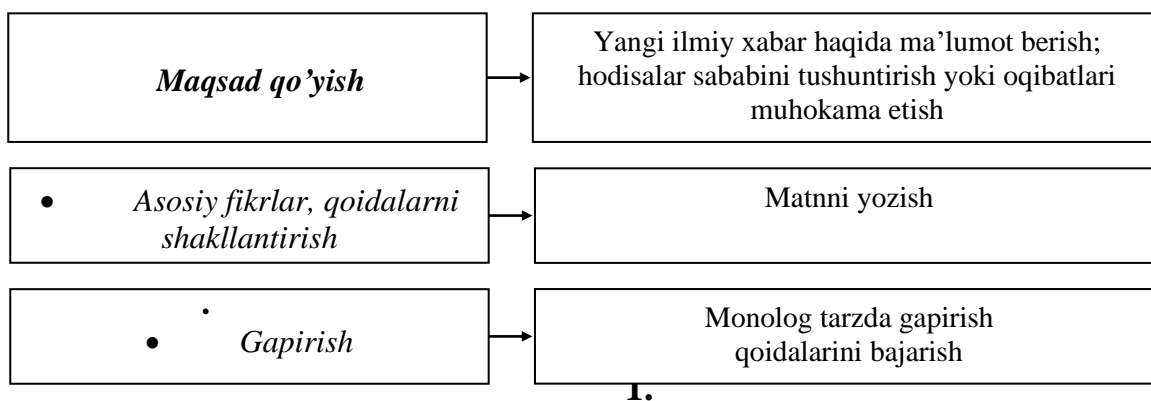 Maqsad qo’yish
Yangi ilmiy xabar haqida ma’lumot berish;
hodisalar sababini tushuntirish yoki oqibatlari
muhokama etish
• Asosiy fikrlar, qoidalarni
shakllantirish
Matnni yozish
•
• Gapirish
Monolog tarzda gapirish
qoidalarini bajarish
1.